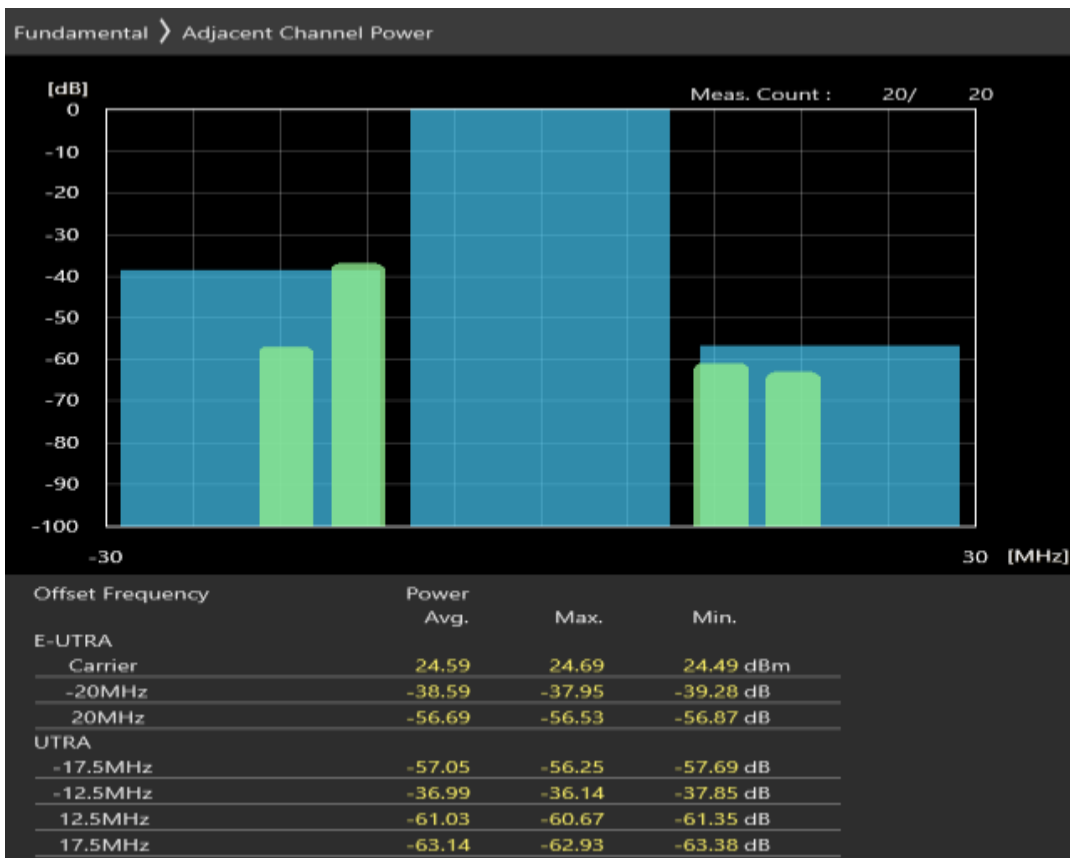 Fundamental 〉 Adjacent Channel Power
[dB]
Meas. Count : 20/ 20
0
-10
-20
-30
-40
-50
-60
-70
-80
-90
-100
-30 30 [MHz]
Offset Frequency Power
Avg. Max. Min.
E-UTRA
Carrier 24.59 24.69 24.49 dBm
-20MHz -38.59 -37.95 -39.28 dB
20MHz -56.69 -56.53 -56.87 dB
UTRA
-17.5MHz -57.05 -56.25 -57.69 dB
-12.5MHz -36.99 -36.14 -37.85 dB
12.5MHz -61.03 -60.67 -61.35 dB
17.5MHz -63.14 -62.93 -63.38 dB